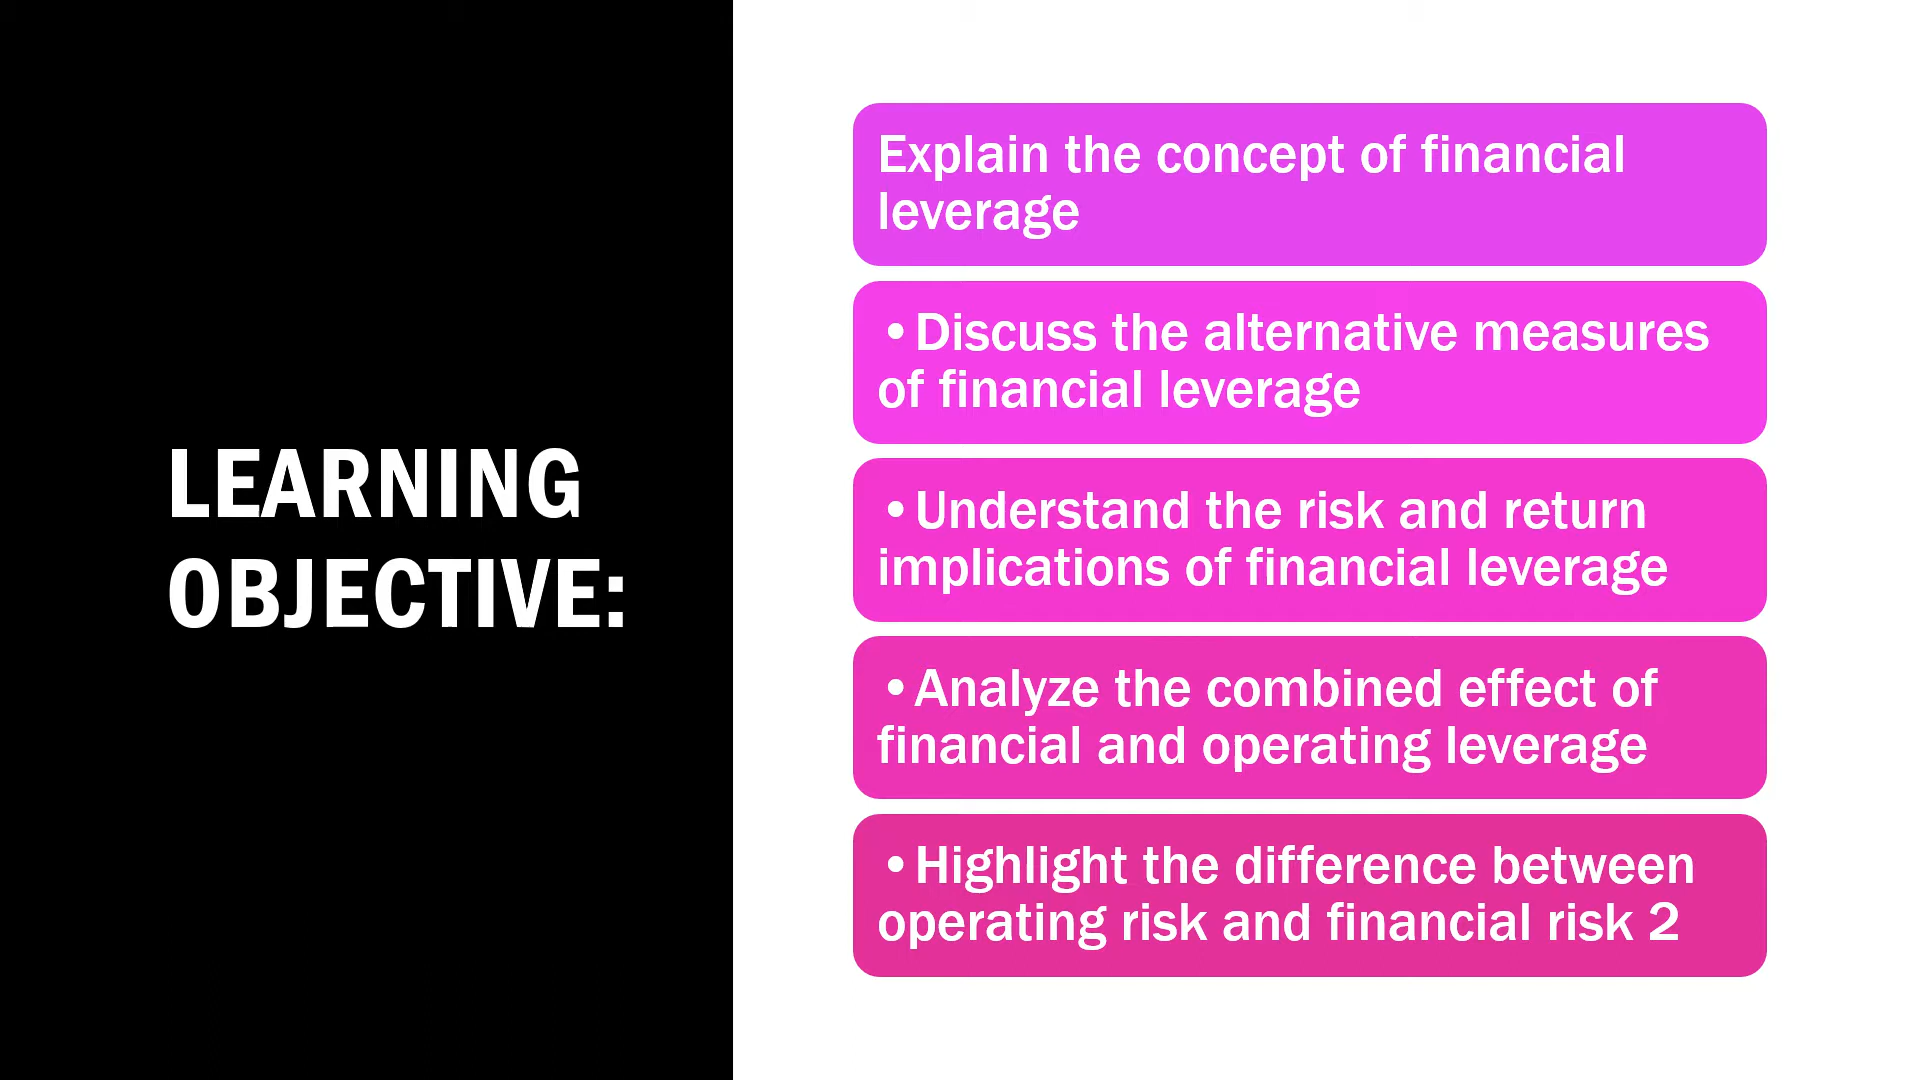 LEARNING
OBJECTIVE:
Explain the concept of financial
leverage
•Discuss the alternative measures
of financial leverage
•Understand the risk and return
implications of financial leverage
•Analyze the combined effect of
financial and operating leverage
•Highlight the difference between
operating risk and financial risk 2